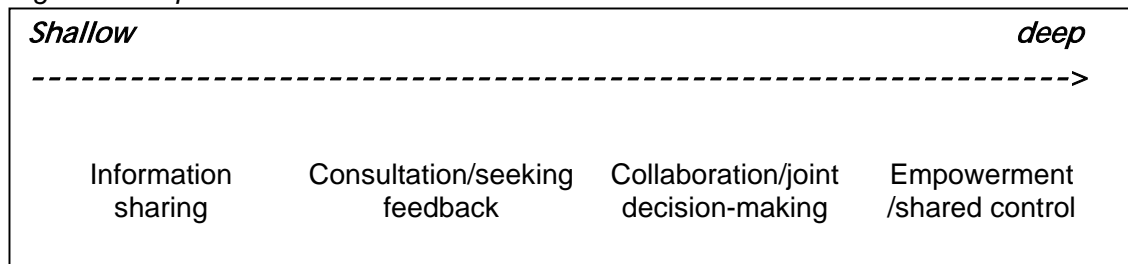 Shallow deep
------------------------------------------------------------------>
Information Consultation/seeking Collaboration/joint Empowerment
sharing feedback decision-making /shared control